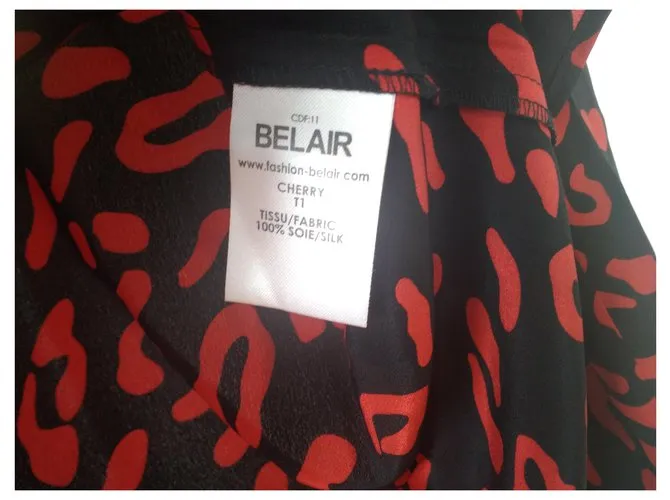 CDF:11
BELAIR
www.fashion-belair.com
CHERRY
T1
TISSU/FABRIC
100% SOIE/SILK